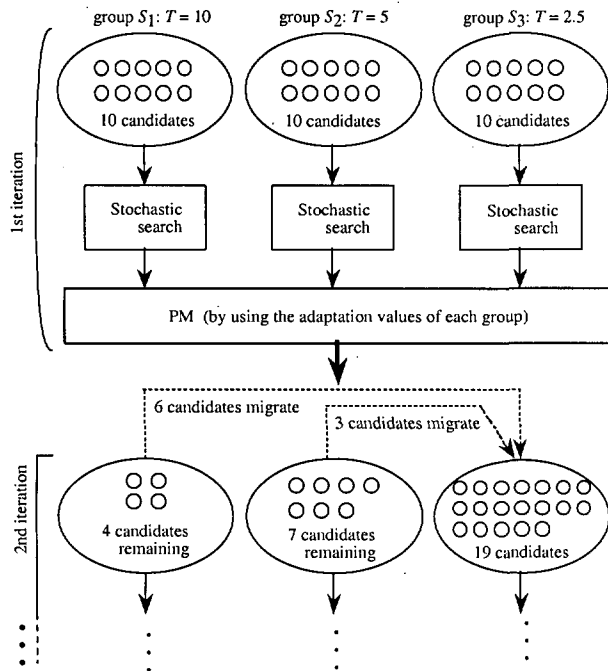 group S1: T = 10
group S2: T = 5
group S3: T = 2.5
10 candidates
10 candidates
10 candidates
1st iteration
Stochastic
search
Stochastic
search
Stochastic
search
PM (by using the adaptation values of each group)
6 candidates migrate
3 candidates migrate
2nd iteration
4 candidates
remaining
7 candidates
remaining
19 candidates